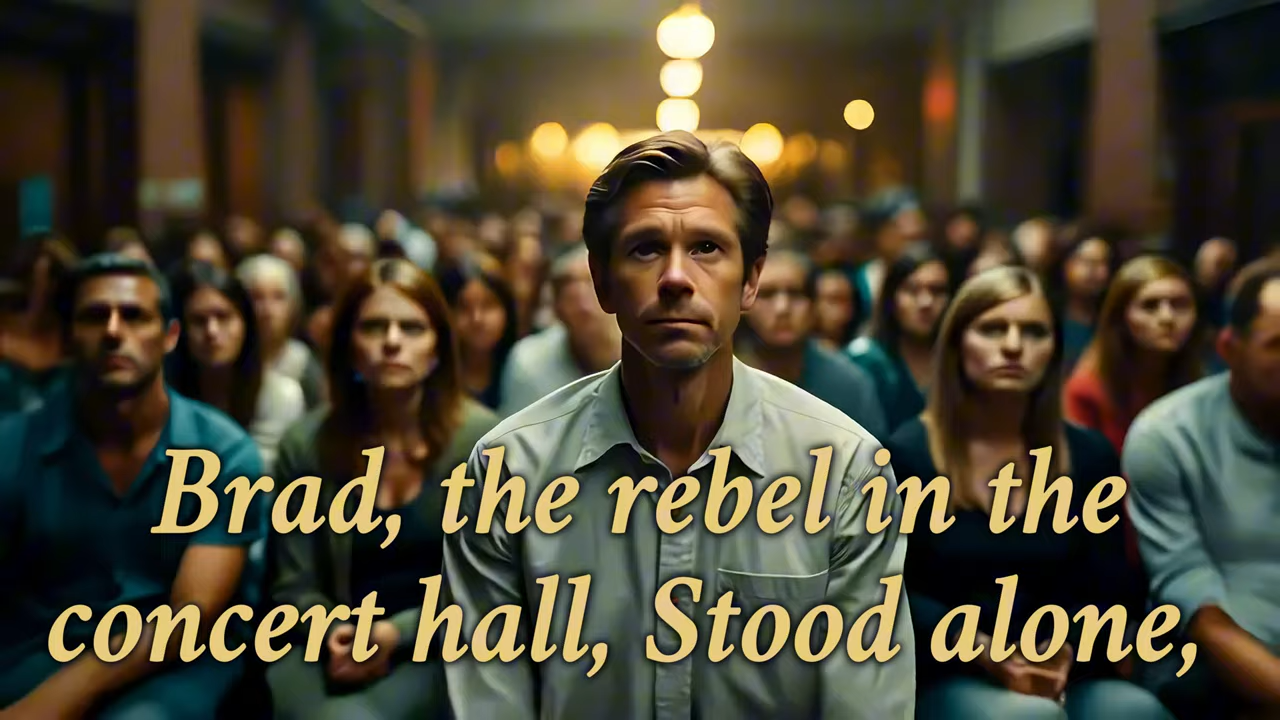 Brad, the rebel in the
concert hall, Stood alone,